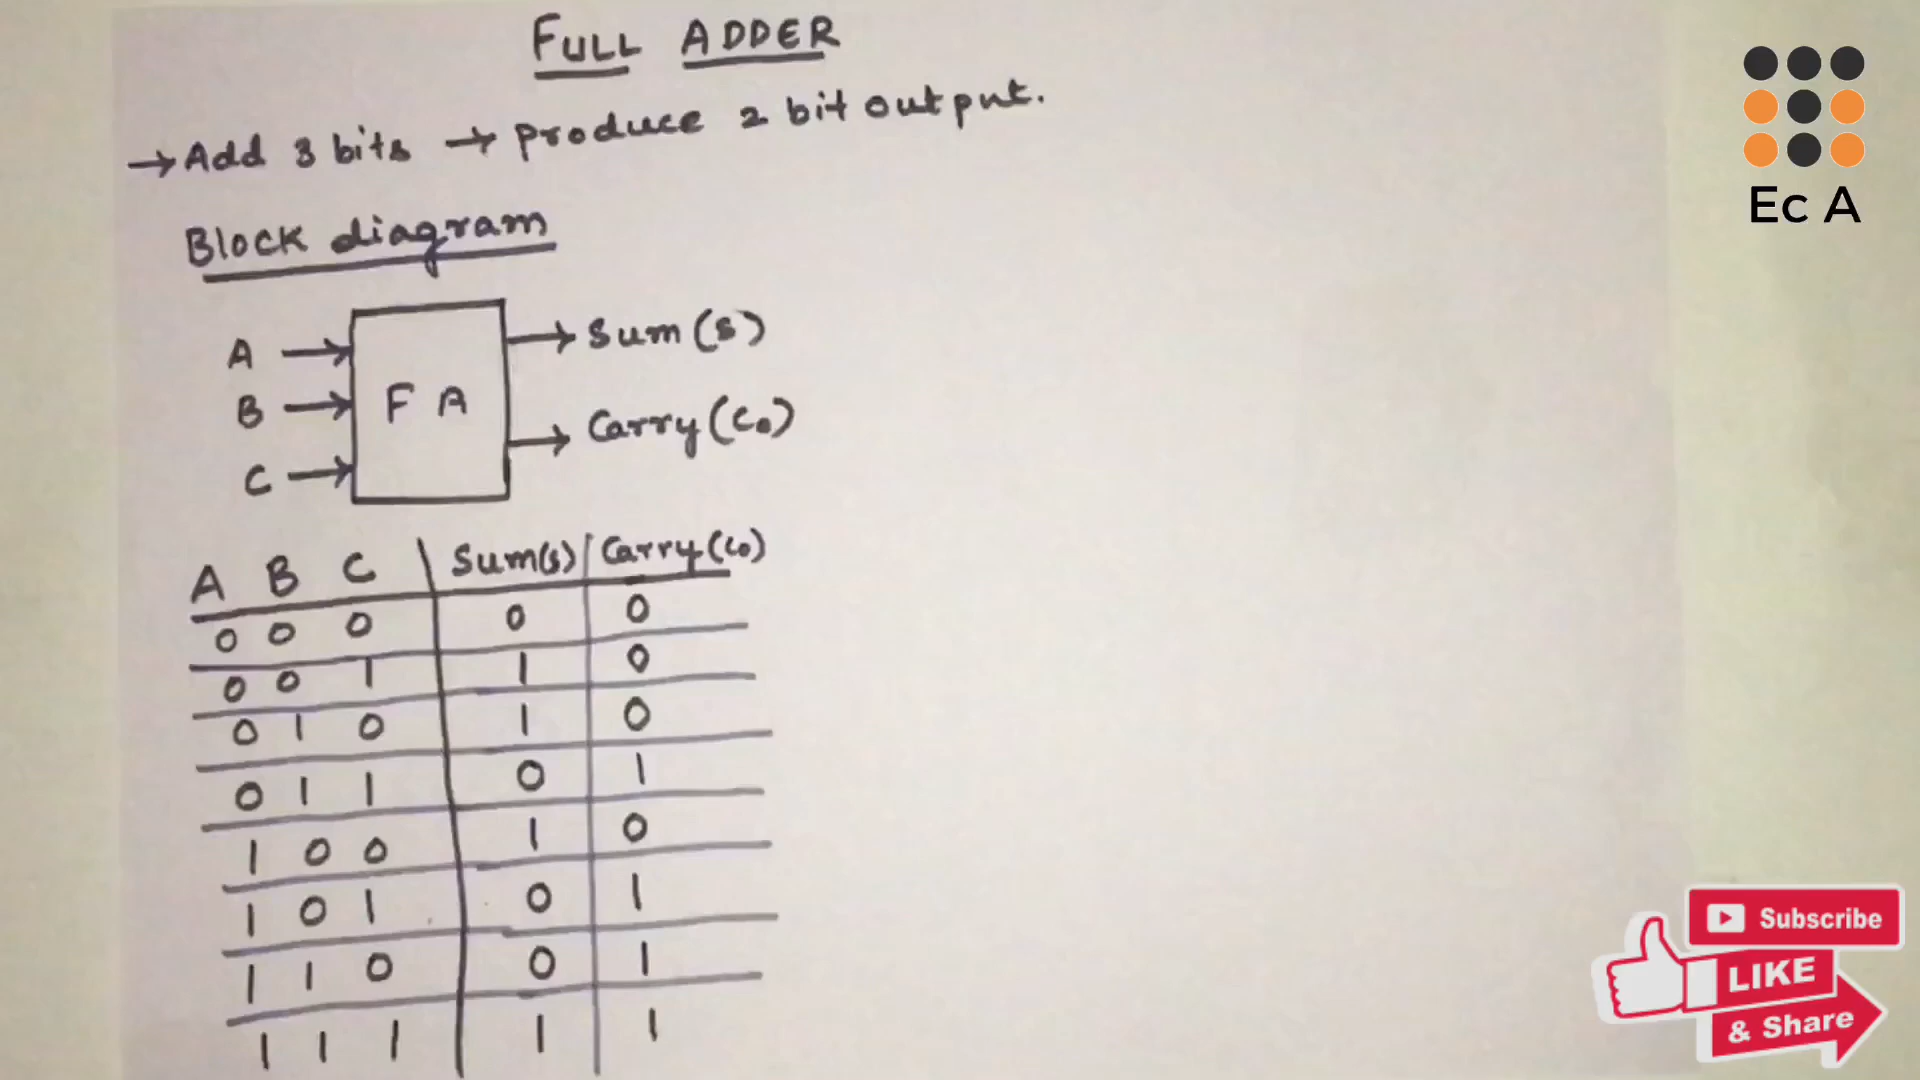 FULL ADDER
→ Add 3 bits → produce 2 bit output.
Block diagram
A
B
C
F A
Sum (S)
Carry (C₀)
A B C Sum(s) Carry(C₀)
0 0 0 0 0
0 0 1 1 0
0 1 0 1 0
0 1 1 0 1
1 0 0 1 0
1 0 1 0 1
1 1 0 0 1
1 1 1 1 1
Ec A
Subscribe
LIKE
& Share